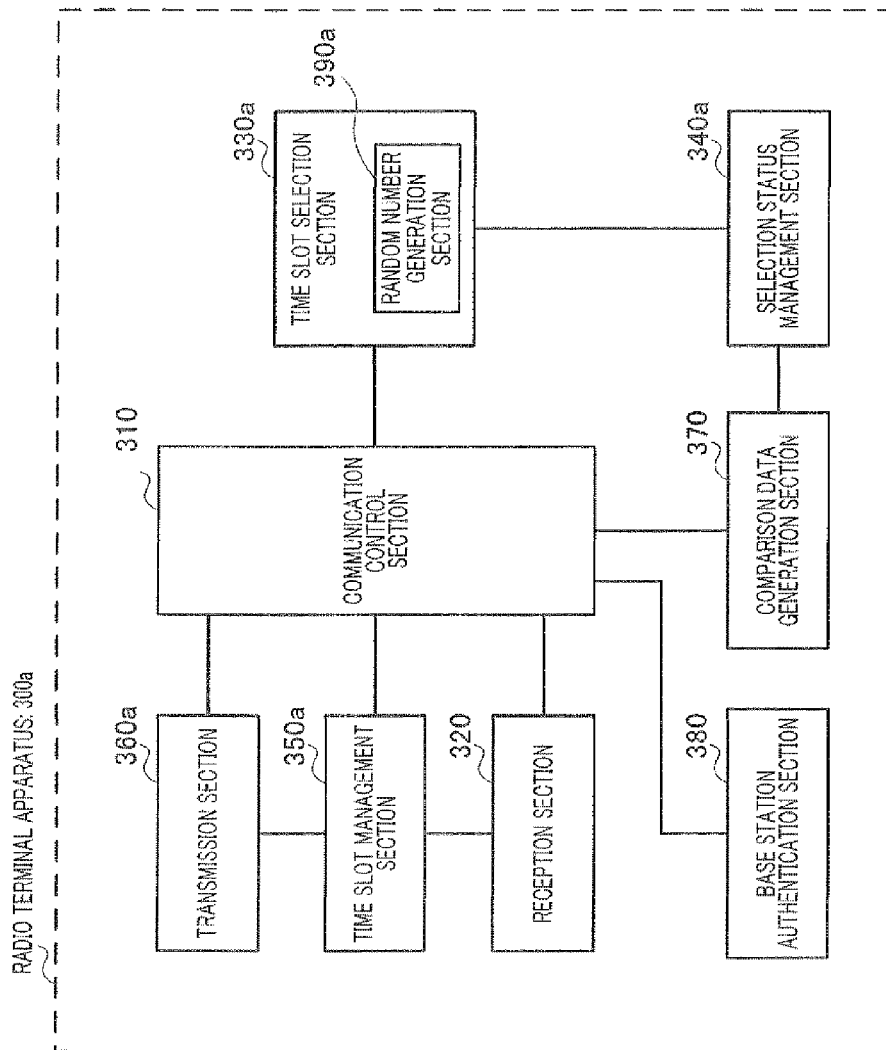 RADIO TERMINAL APPARATUS: 300a
360a
TRANSMISSION SECTION
350a
TIME SLOT MANAGEMENT
SECTION
320
RECEPTION SECTION
380
BASE STATION
AUTHENTICATION SECTION
310
COMMUNICATION
CONTROL
SECTION
370
COMPARISON DATA
GENERATION SECTION
330a
TIME SLOT SELECTION
SECTION
390a
RANDOM NUMBER
GENERATION
SECTION
340a
SELECTION STATUS
MANAGEMENT SECTION